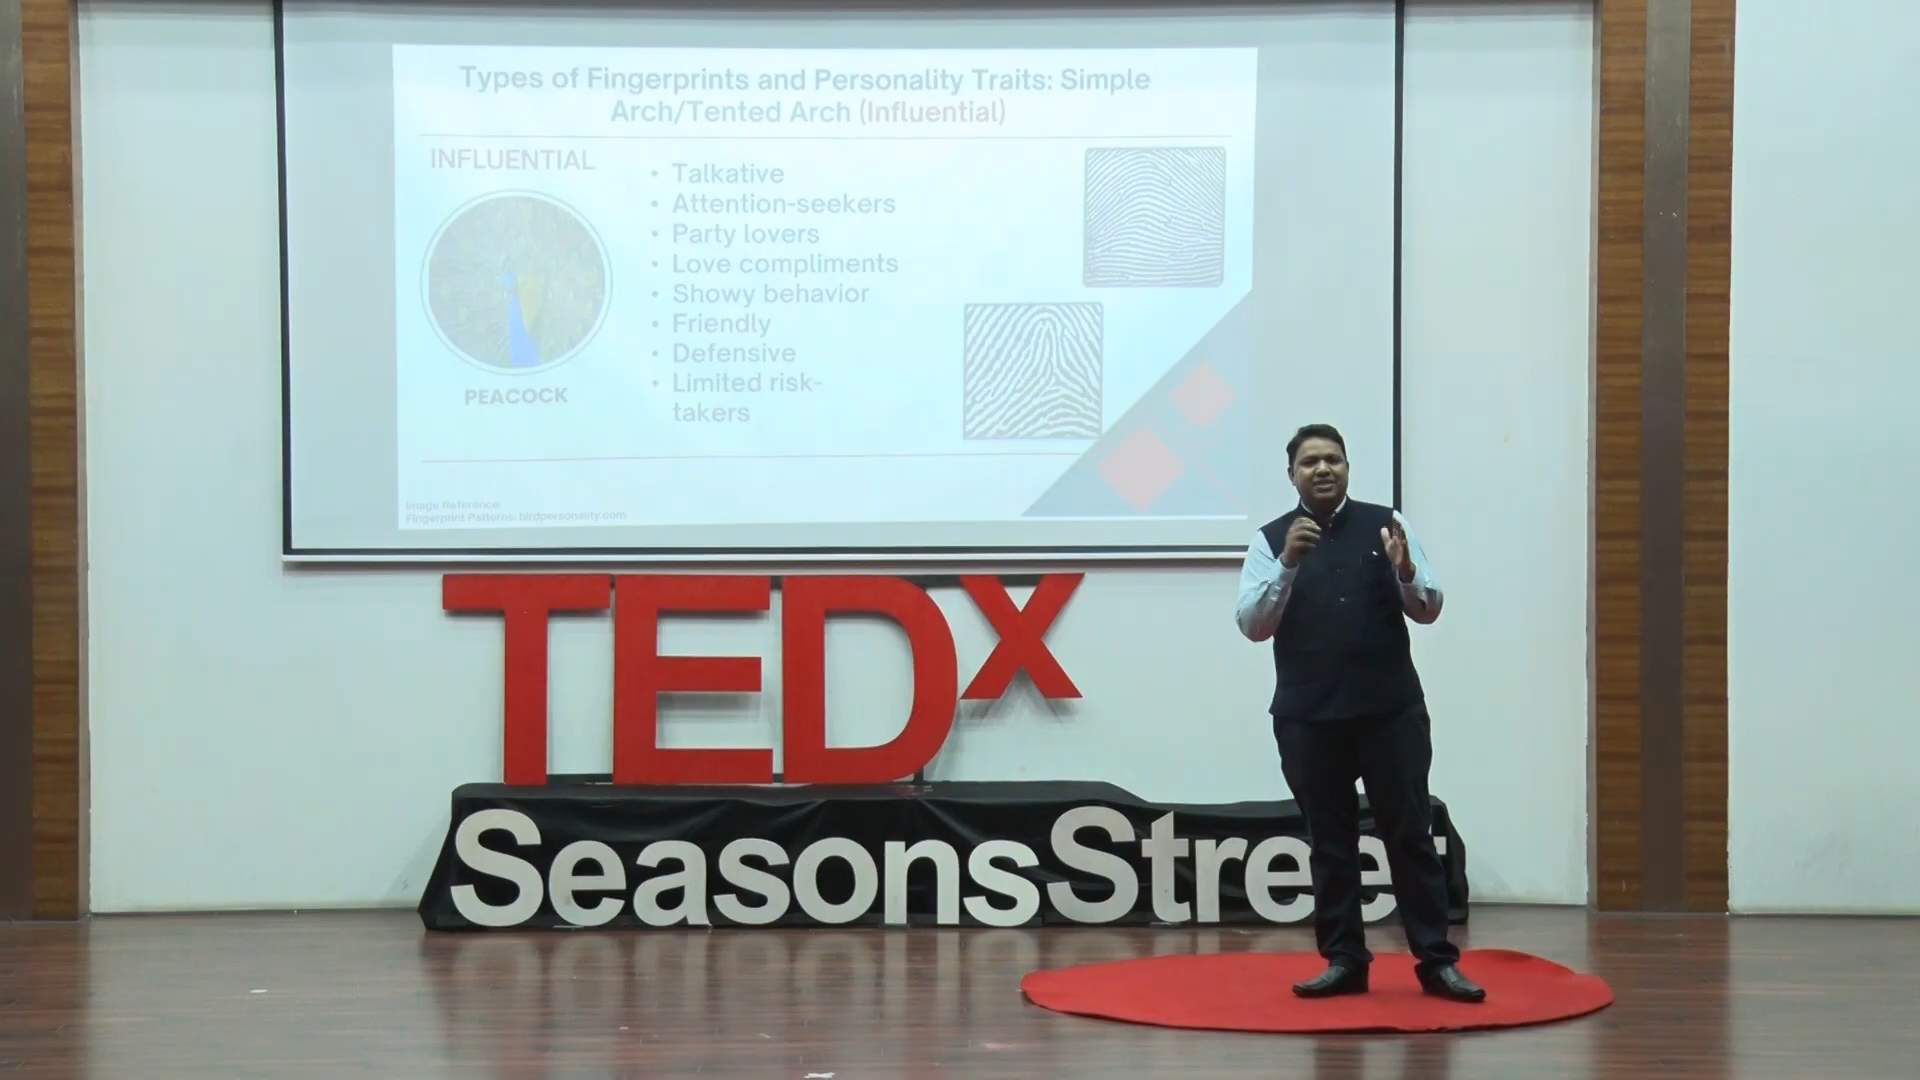 Types of Fingerprints and Personality Traits: Simple
Arch/Tented Arch (Influential)
INFLUENTIAL
PEACOCK
• Talkative
• Attention-seekers
• Party lovers
• Love compliments
• Showy behavior
• Friendly
• Defensive
• Limited risk-
takers
Image Reference:
Fingerprint Patterns: birdpersonality.com.
TEDx
SeasonsStreet